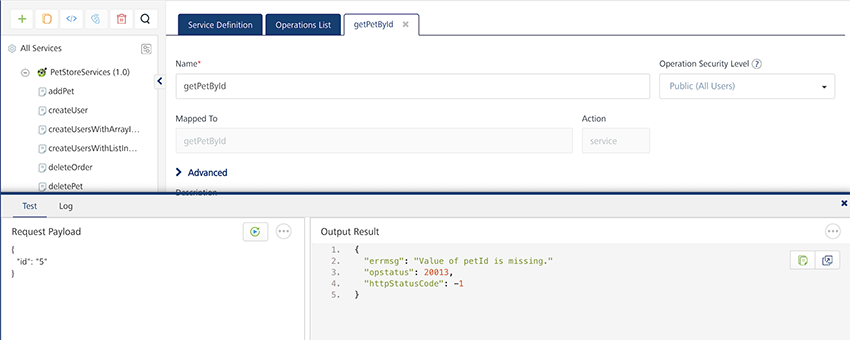 Service Definition
Operations List
getPetById
All Services
PetStoreServices (1.0)
addPet
createUser
createUsersWithArrayI...
createUsersWithListIn...
deleteOrder
deletePet
Name*
getPetById
Operation Security Level
Public (All Users)
Mapped To
getPetById
Action
service
Advanced
Description
Test
Log
Request Payload
{
"id": "5"
}
Output Result
1. {
2. "errmsg": "Value of petId is missing."
3. "opstatus": 20013,
4. "httpStatusCode": -1
5. }